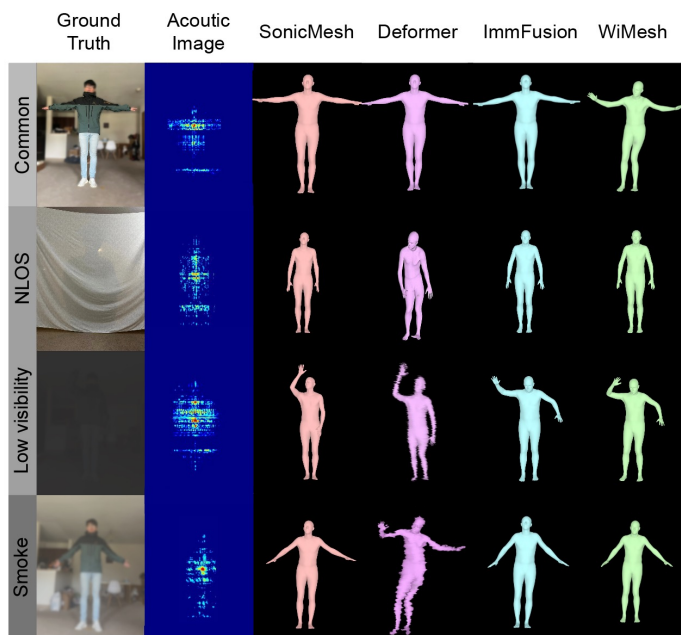 Ground
Truth
Acoutic
Image
SonicMesh
Deformer
ImmFusion
WiMesh
Common
NLOS
Low visibility
Smoke